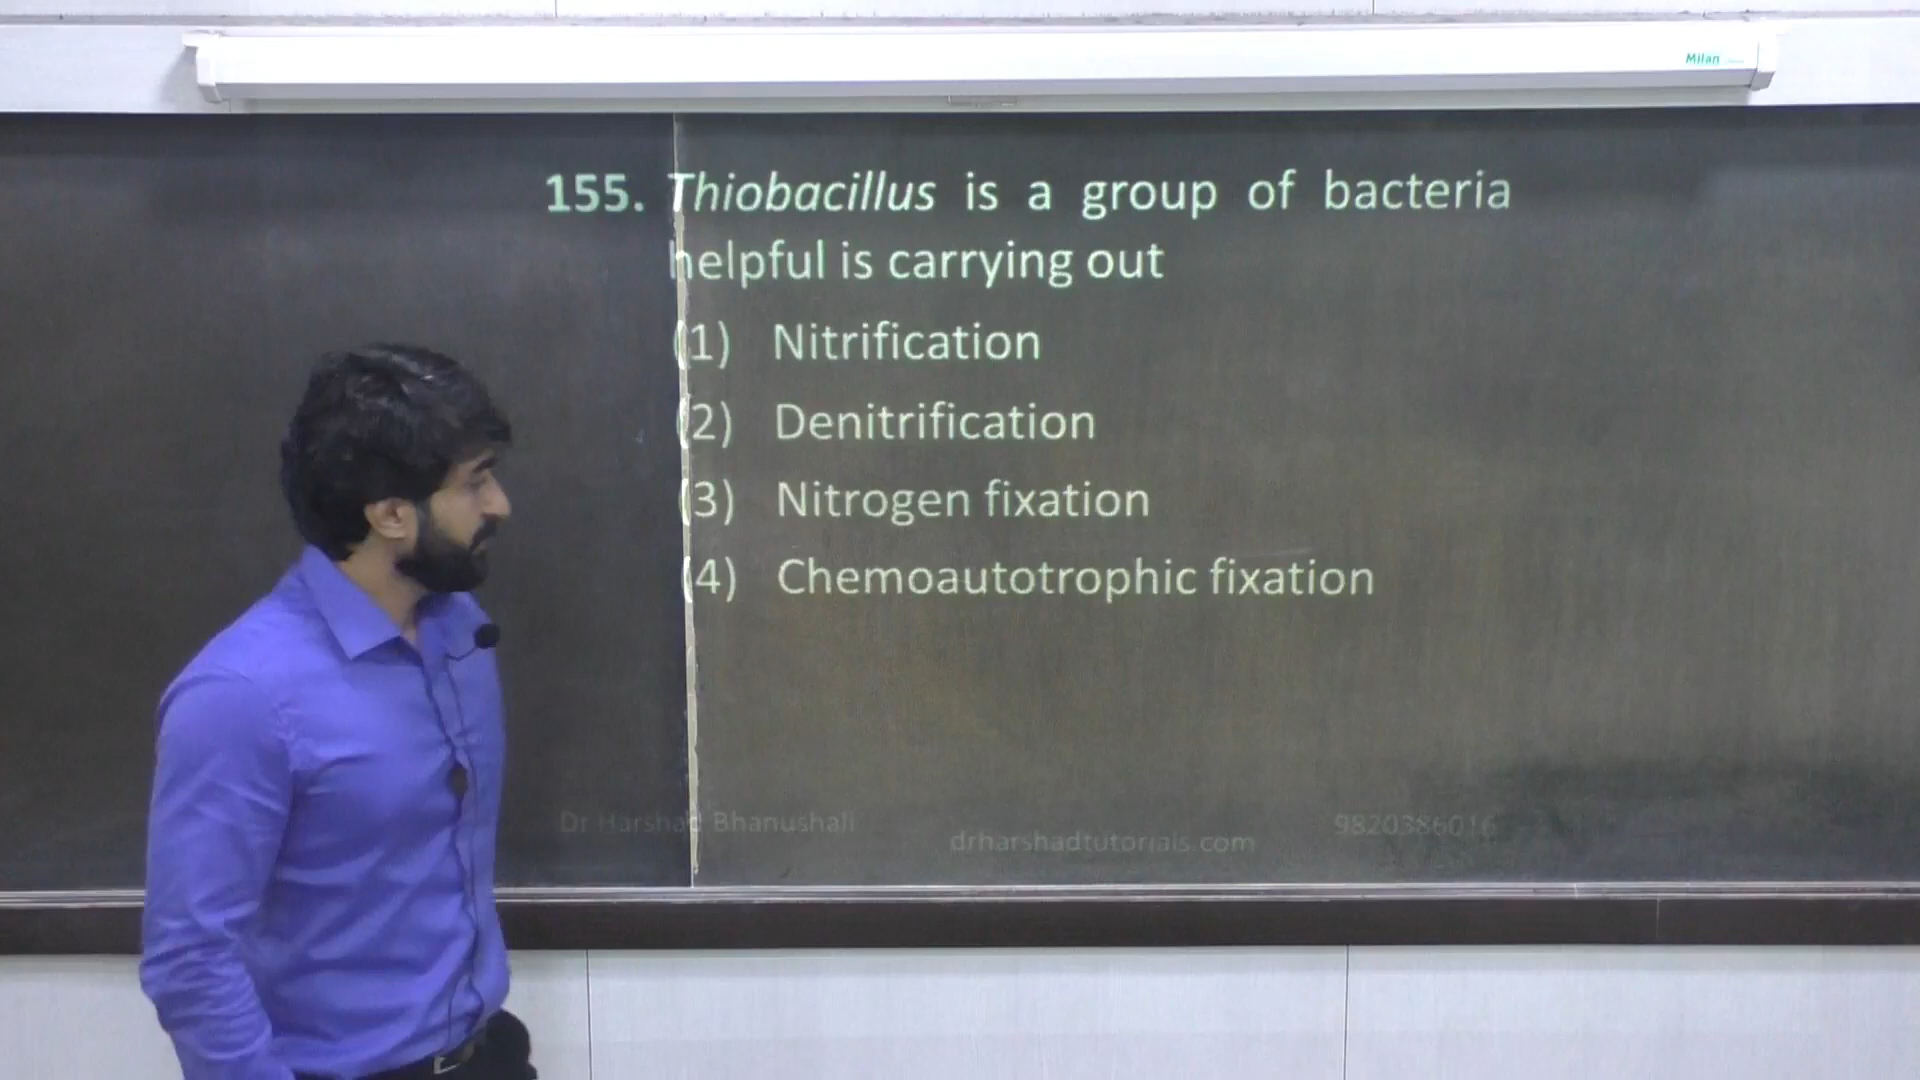 Milan
155. Thiobacillus is a group of bacteria
helpful is carrying out
(1) Nitrification
(2) Denitrification
(3) Nitrogen fixation
(4) Chemoautotrophic fixation
Dr Harshad Bhanushali
drharshadtutorials.com
9820386016